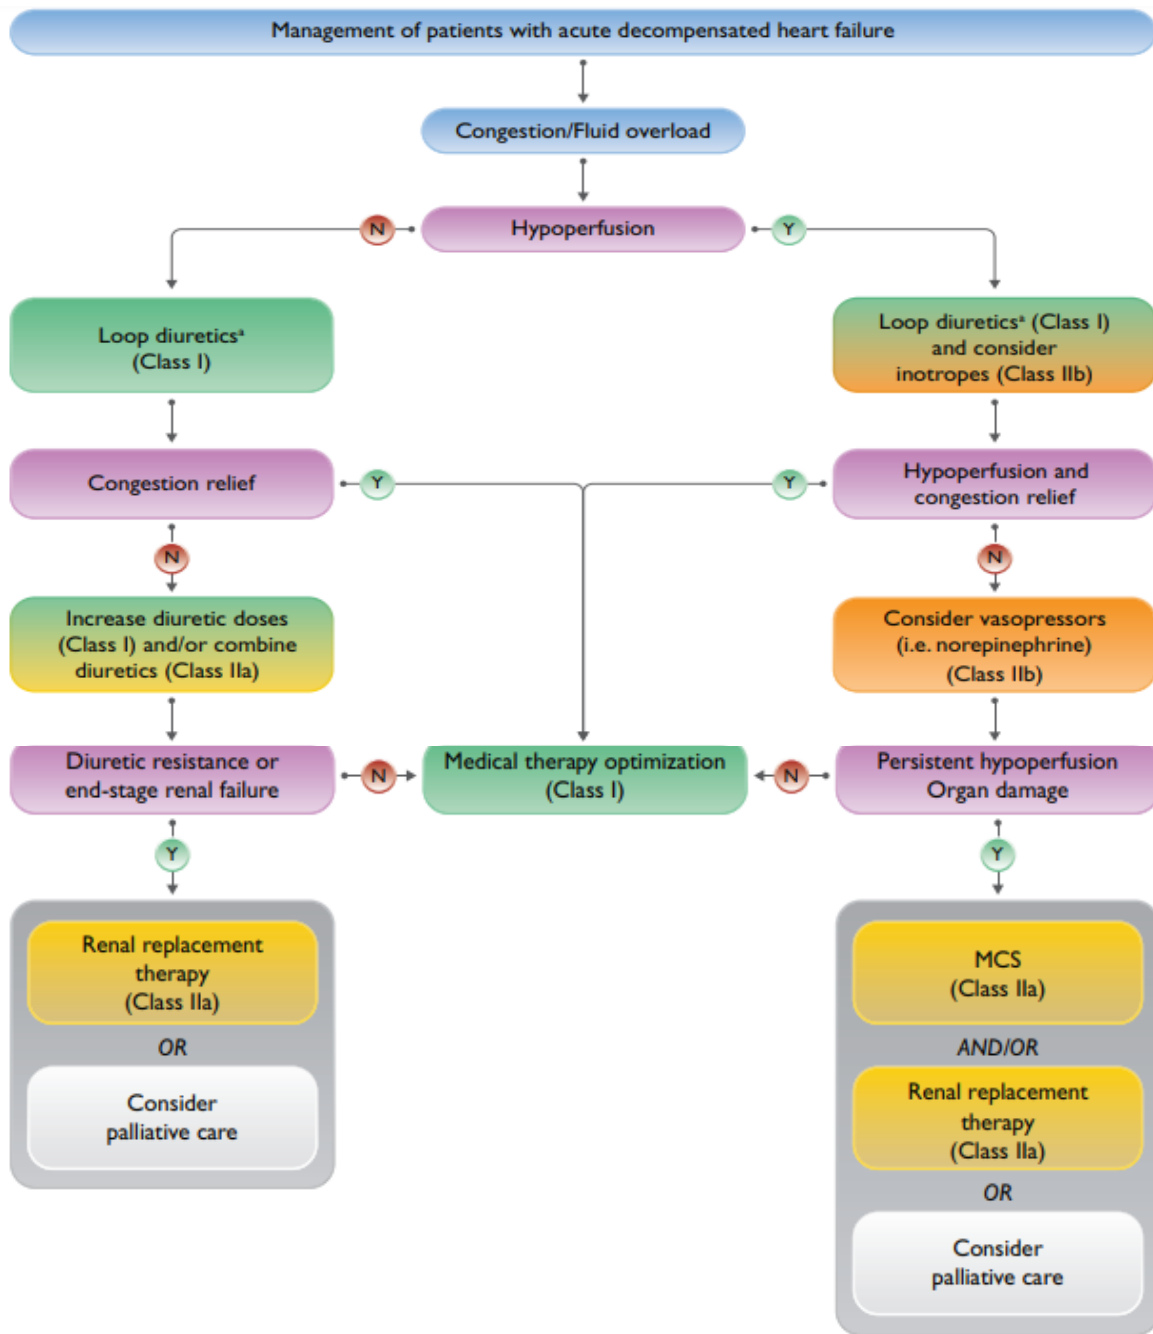 Management of patients with acute decompensated heart failure
Congestion/Fluid overload
Hypoperfusion
N
Y
Loop diureticsª
(Class I)
Loop diureticsª (Class I)
and consider
inotropes (Class IIb)
Congestion relief
Y
Y
Hypoperfusion and
congestion relief
N
N
Increase diuretic doses
(Class I) and/or combine
diuretics (Class IIa)
Consider vasopressors
(i.e. norepinephrine)
(Class IIb)
Diuretic resistance or
end-stage renal failure
N
Medical therapy optimization
(Class I)
N
Persistent hypoperfusion
Organ damage
Y
Y
Renal replacement
therapy
(Class IIa)
OR
Consider
palliative care
MCS
(Class IIa)
AND/OR
Renal replacement
therapy
(Class IIa)
OR
Consider
palliative care